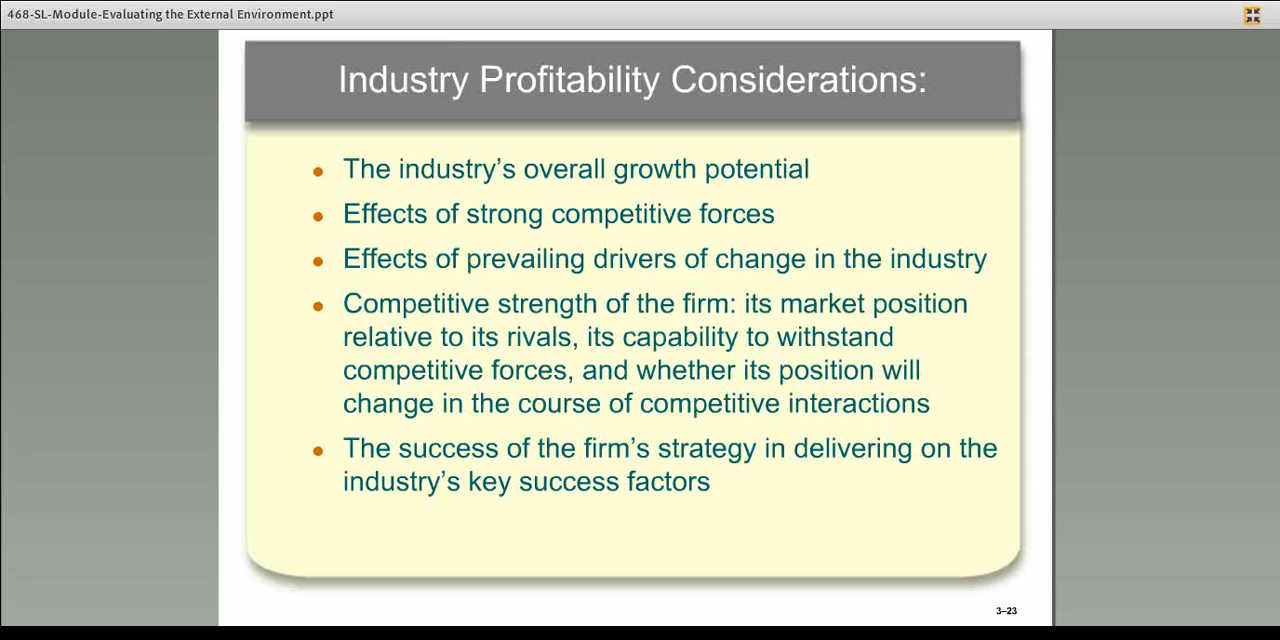 468-SL-Module-Evaluating the External Environment.ppt
Industry Profitability Considerations:
• The industry’s overall growth potential
• Effects of strong competitive forces
• Effects of prevailing drivers of change in the industry
• Competitive strength of the firm: its market position
relative to its rivals, its capability to withstand
competitive forces, and whether its position will
change in the course of competitive interactions
• The success of the firm’s strategy in delivering on the
industry’s key success factors
3–23